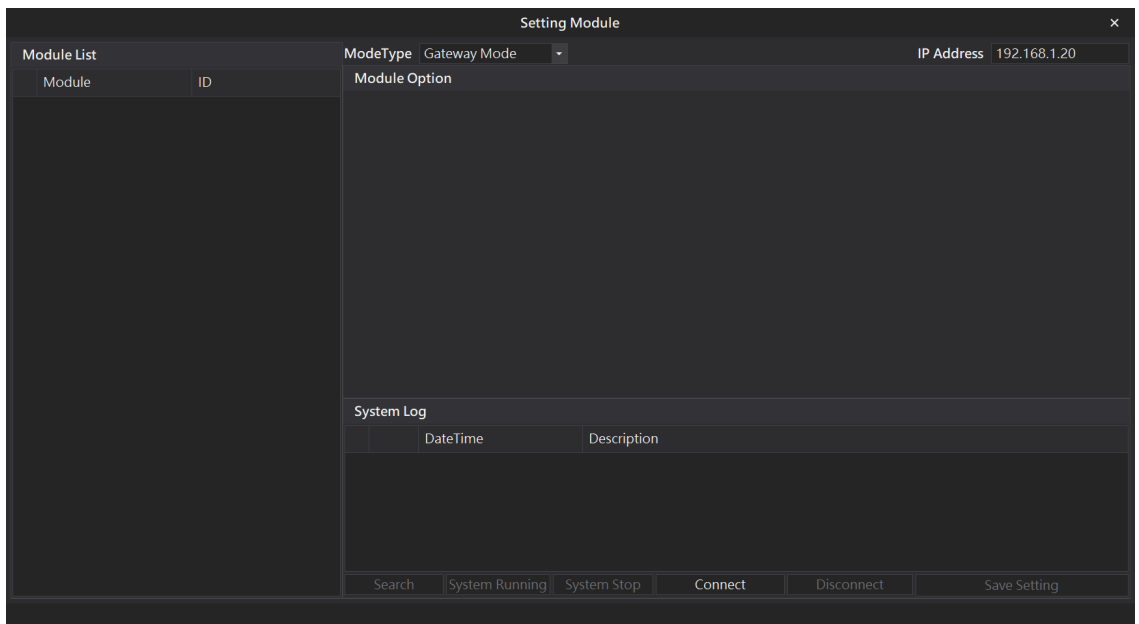 Setting Module ×
Module List
Module ID
ModeType Gateway Mode
IP Address 192.168.1.20
Module Option
System Log
DateTime Description
Search System Running System Stop Connect Disconnect Save Setting